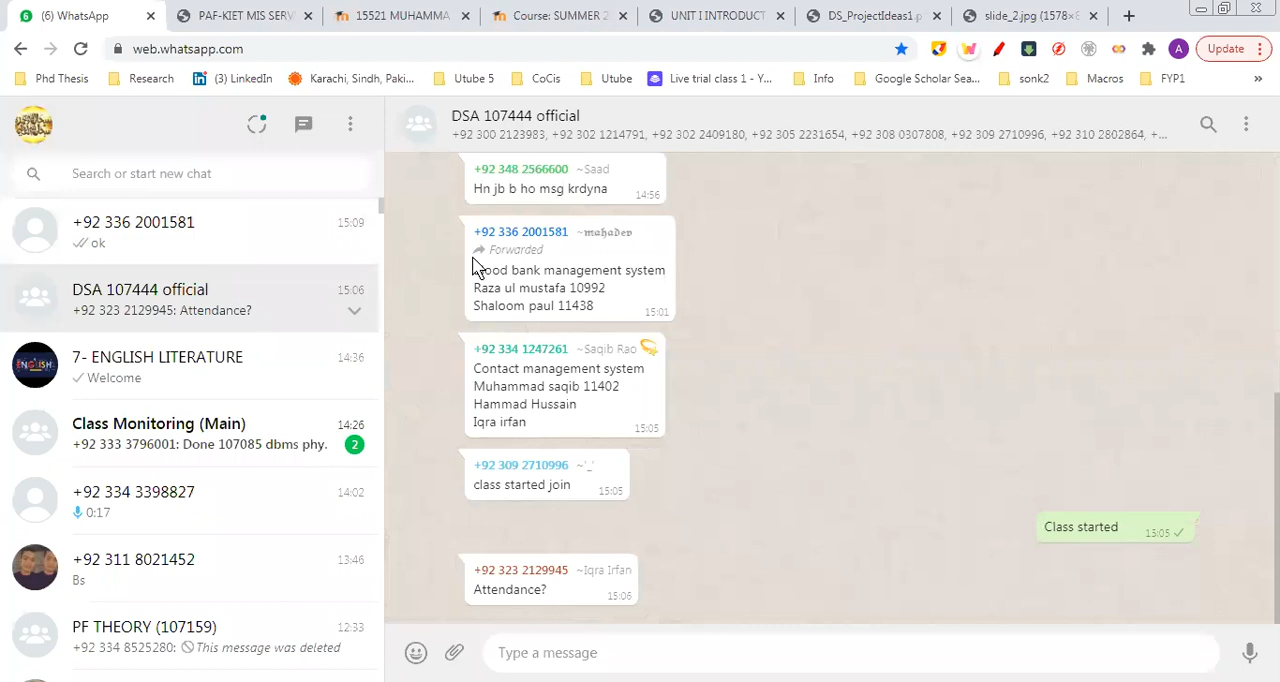 (6) WhatsApp
PAF-KIET MIS SERV
15521 MUHAMMA
Course: SUMMER 2
UNIT I INTRODUCT
DS_ProjectIdeas1.p
slide_2.jpg (1578×8
web.whatsapp.com
A
Update
Phd Thesis
Research
(3) LinkedIn
Karachi, Sindh, Paki...
Utube 5
CoCis
Utube
Live trial class 1 - Y...
Info
Google Scholar Sea...
sonk2
Macros
FYP1
»
DSA 107444 official
+92 300 2123983, +92 302 1214791, +92 302 2409130, +92 305 2231654, +92 308 0307808, +92 309 2710996, +92 310 2802864, +...
Search or start new chat
+92 336 2001581
15:09
ok
DSA 107444 official
15:06
+92 323 2129945: Attendance?
7- ENGLISH LITERATURE
14:36
Welcome
ENGLISH
Class Monitoring (Main)
14:26
+92 333 3796001: Done 107085 dbms phy.
2
+92 334 3398827
14:02
0:17
+92 311 8021452
13:46
Bs
PF THEORY (107159)
12:33
+92 334 8525280: This message was deleted
+92 348 2566600 ~Saad
Hn jb b ho msg krdyna
14:56
+92 336 2001581 ~𝖒𝖆𝖍𝖆𝖉𝖊𝖛
Forwarded
ood bank management system
Raza ul mustafa 10992
Shaloom paul 11438
15:01
+92 334 1247261 ~Saqib Rao
Contact management system
Muhammad saqib 11402
Hammad Hussain
Iqra irfan
15:05
+92 309 2710996 ~'_'
class started join
15:05
Class started
15:05
+92 323 2129945 ~Iqra Irfan
Attendance?
15:06
Type a message